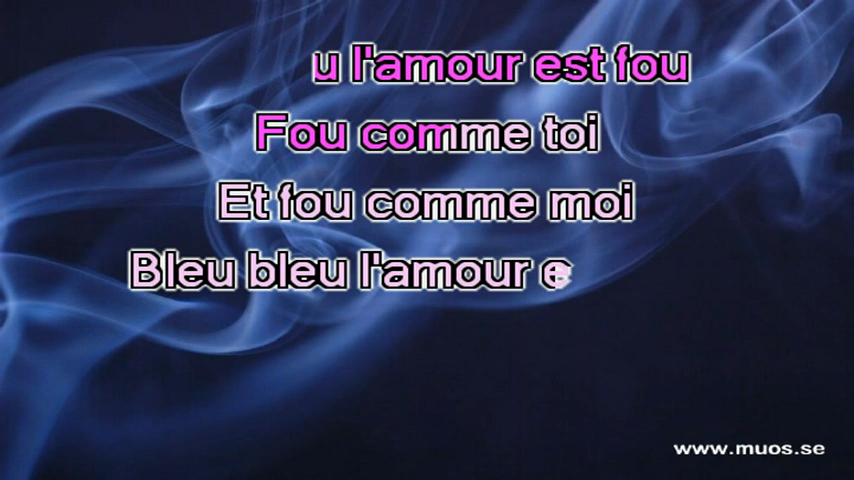 u l'amour est fou
Fou comme toi
Et fou comme moi
Bleu bleu l'amour e
www.muos.se